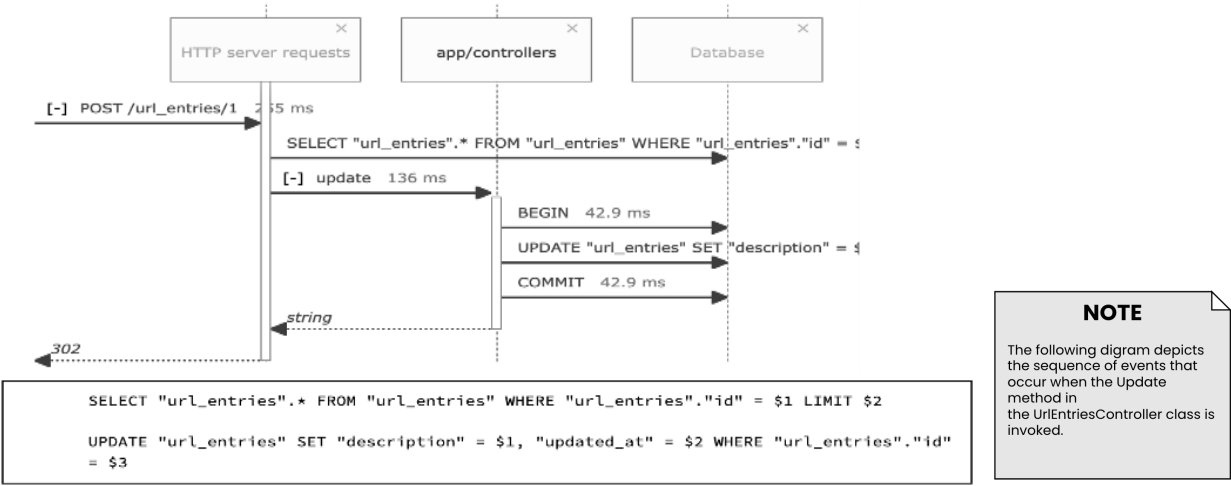 HTTP server requests
app/controllers
Database
[-] POST /url_entries/1 255 ms
SELECT "url_entries".* FROM "url_entries" WHERE "url_entries"."id" = $
[-] update 136 ms
BEGIN 42.9 ms
UPDATE "url_entries" SET "description" = $
COMMIT 42.9 ms
string
302
SELECT "url_entries".* FROM "url_entries" WHERE "url_entries"."id" = $1 LIMIT $2
UPDATE "url_entries" SET "description" = $1, "updated_at" = $2 WHERE "url_entries"."id"
= $3
NOTE
The following digram depicts
the sequence of events that
occur when the Update
method in
the UrlEntriesController class is
invoked.